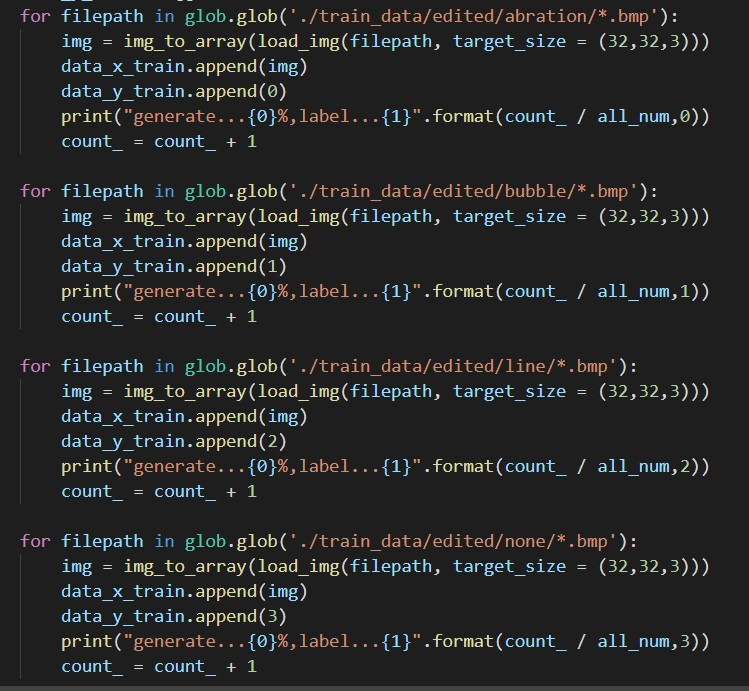 for filepath in glob.glob('./train_data/edited/abration/*.bmp'):
    img = img_to_array(load_img(filepath, target_size = (32,32,3)))
    data_x_train.append(img)
    data_y_train.append(0)
    print("generate...{0}%,label...{1}".format(count_ / all_num,0))
    count_ = count_ + 1

for filepath in glob.glob('./train_data/edited/bubble/*.bmp'):
    img = img_to_array(load_img(filepath, target_size = (32,32,3)))
    data_x_train.append(img)
    data_y_train.append(1)
    print("generate...{0}%,label...{1}".format(count_ / all_num,1))
    count_ = count_ + 1

for filepath in glob.glob('./train_data/edited/line/*.bmp'):
    img = img_to_array(load_img(filepath, target_size = (32,32,3)))
    data_x_train.append(img)
    data_y_train.append(2)
    print("generate...{0}%,label...{1}".format(count_ / all_num,2))
    count_ = count_ + 1

for filepath in glob.glob('./train_data/edited/none/*.bmp'):
    img = img_to_array(load_img(filepath, target_size = (32,32,3)))
    data_x_train.append(img)
    data_y_train.append(3)
    print("generate...{0}%,label...{1}".format(count_ / all_num,3))
    count_ = count_ + 1